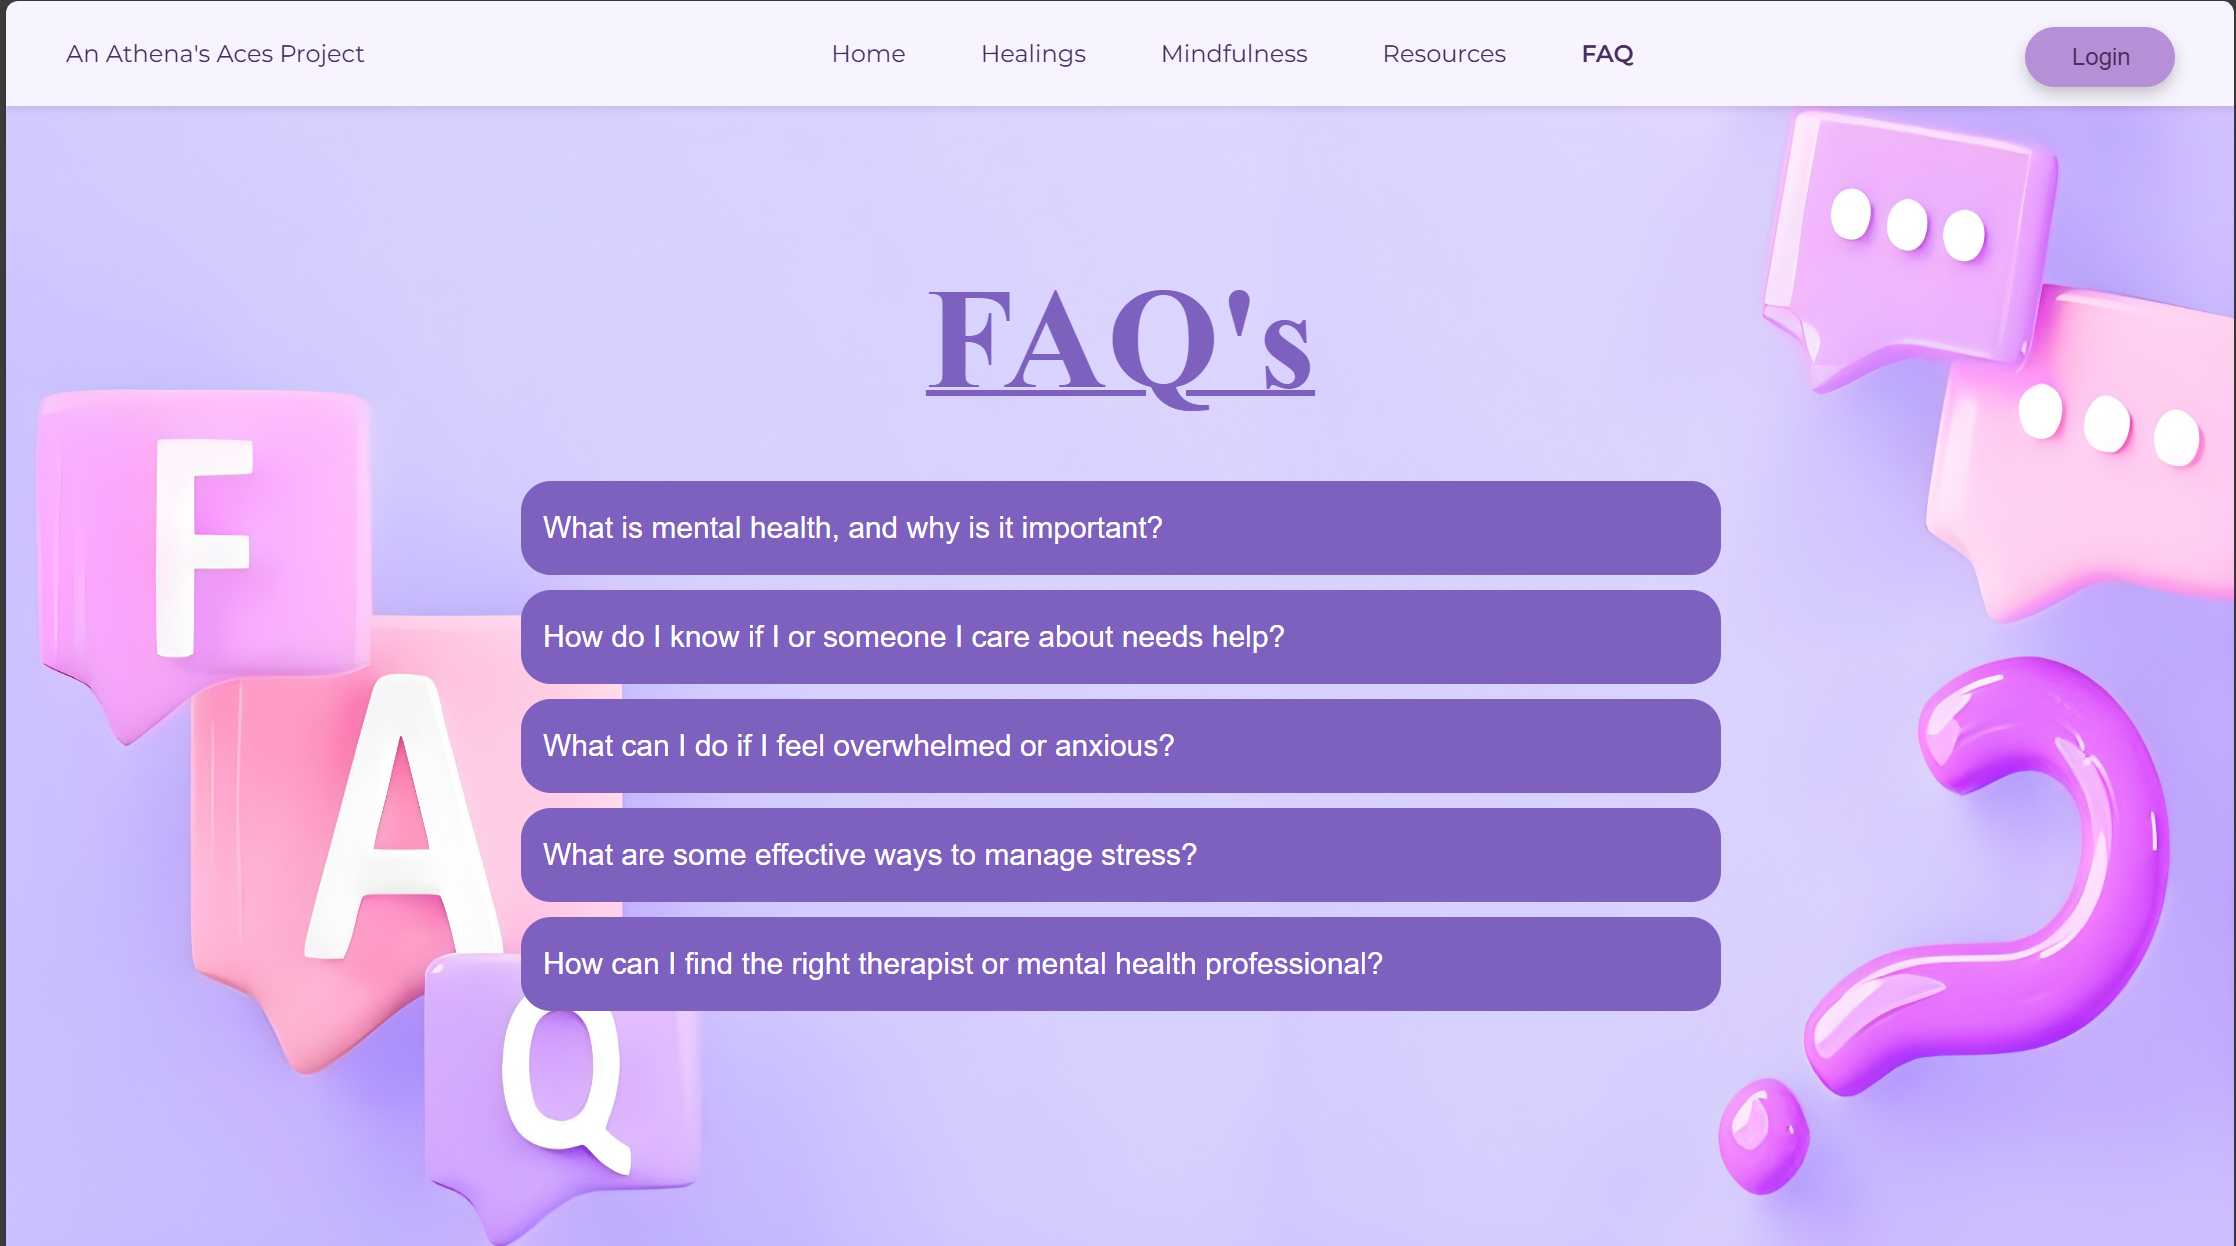 An Athena's Aces Project
Home
Healings
Mindfulness
Resources
FAQ
Login
FAQ's
F
A
Q
What is mental health, and why is it important?
How do I know if I or someone I care about needs help?
What can I do if I feel overwhelmed or anxious?
What are some effective ways to manage stress?
How can I find the right therapist or mental health professional?